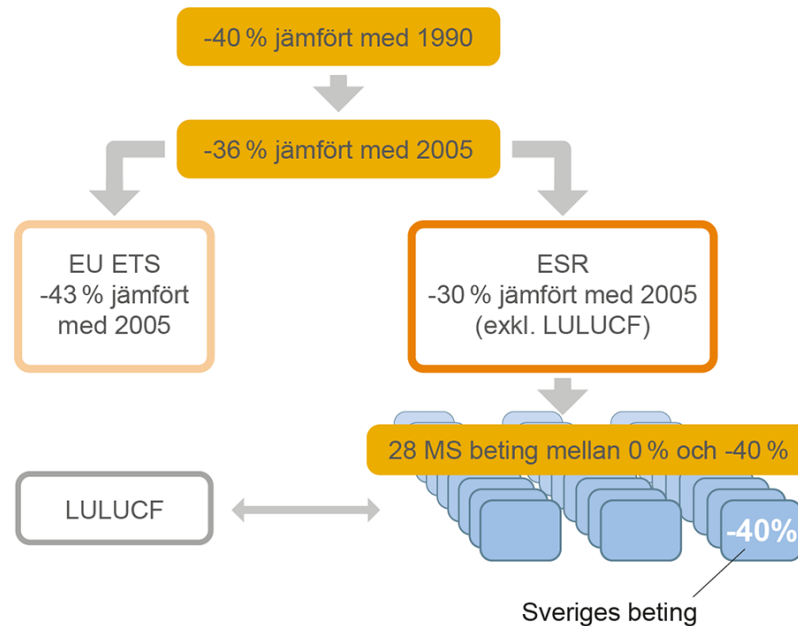 -40 % jämfört med 1990
-36 % jämfört med 2005
EU ETS
-43 % jämfört
med 2005
ESR
-30 % jämfört med 2005
(exkl. LULUCF)
28 MS beting mellan 0 % och -40 %
LULUCF
-40%
Sveriges beting